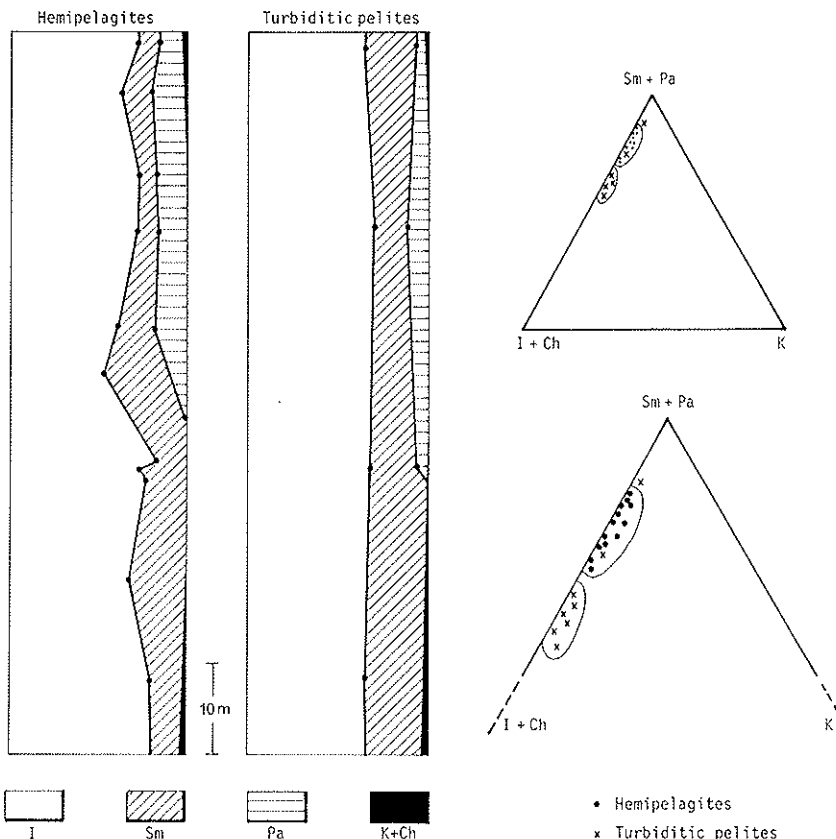 Hemipelagites
Turbiditic pelites
Sm + Pa
I + Ch
K
Sm + Pa
I + Ch
K
10 m
I
Sm
Pa
K+Ch
• Hemipelagites
x Turbiditic pelites